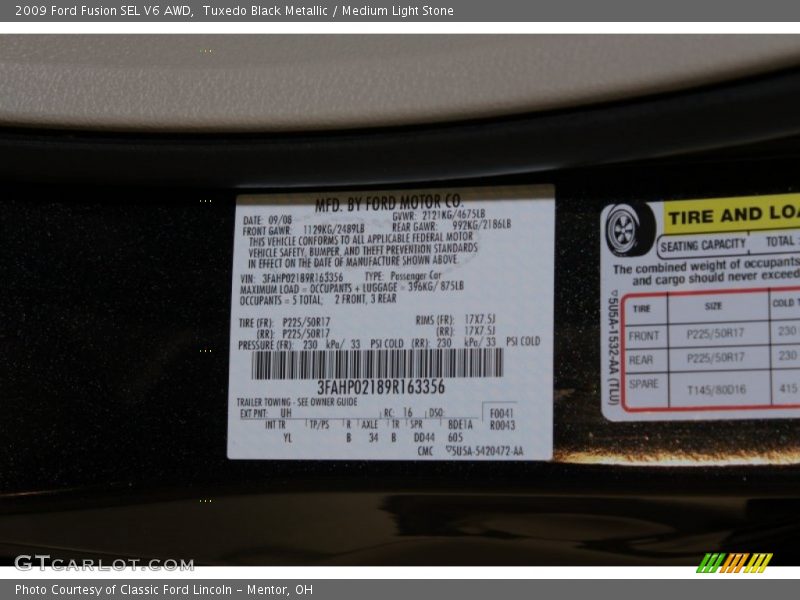 2009 Ford Fusion SEL V6 AWD, Tuxedo Black Metallic / Medium Light Stone
MFD. BY FORD MOTOR CO.
DATE: 09/08 GVWR: 2121KG/4675LB
FRONT GAWR: 1129KG/2489LB REAR GAWR: 992KG/2186LB
THIS VEHICLE CONFORMS TO ALL APPLICABLE FEDERAL MOTOR
VEHICLE SAFETY, BUMPER, AND THEFT PREVENTION STANDARDS
IN EFFECT ON THE DATE OF MANUFACTURE SHOWN ABOVE.
VIN: 3FAHP02189R163356 TYPE: Passenger Car
MAXIMUM LOAD = OCCUPANTS + LUGGAGE = 396KG/ 875LB
OCCUPANTS = 5 TOTAL, 2 FRONT, 3 REAR
TIRE (FR): P225/50R17 RIMS (FR): 17X7.5J
(RR): P225/50R17 (RR): 17X7.5J
PRESSURE (FR): 230 kPa/ 33 PSI COLD (RR): 230 kPa/ 33 PSI COLD
3FAHP02189R163356
TRAILER TOWING - SEE OWNER GUIDE
EXT PNT: UH RC: 16 DSO: F0041
INT TR TP/PS R AXLE TR SPR 8DE1A R0043
YL B 34 B DD44 605
CMC 5U5A-5420472-AA
TIRE AND LOA
SEATING CAPACITY TOTAL
The combined weight of occupants
and cargo should never exceed
TIRE SIZE COLD T
FRONT P225/50R17 230
REAR P225/50R17 230
SPARE T145/80D16 415
5U5A-1532-AA (TLU)
GTCARLOT.COM
Photo Courtesy of Classic Ford Lincoln - Mentor, OH